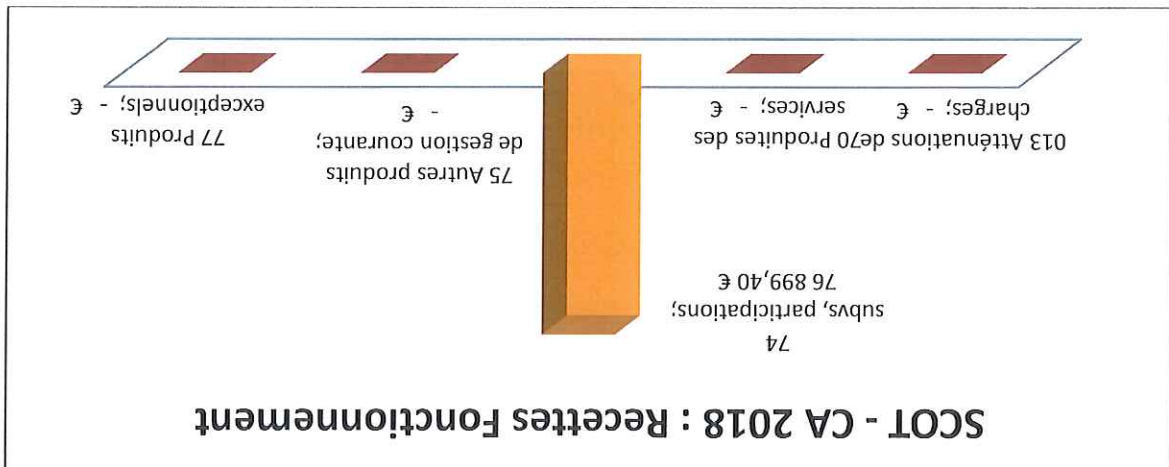 SCOT - CA 2018 : Recettes Fonctionnement
74
subvs, participations;
76 899,40 €
013 Atténuations de
charges; - €
70 Produites des
services; - €
75 Autres produits
de gestion courante;
- €
77 Produits
exceptionnels; - €